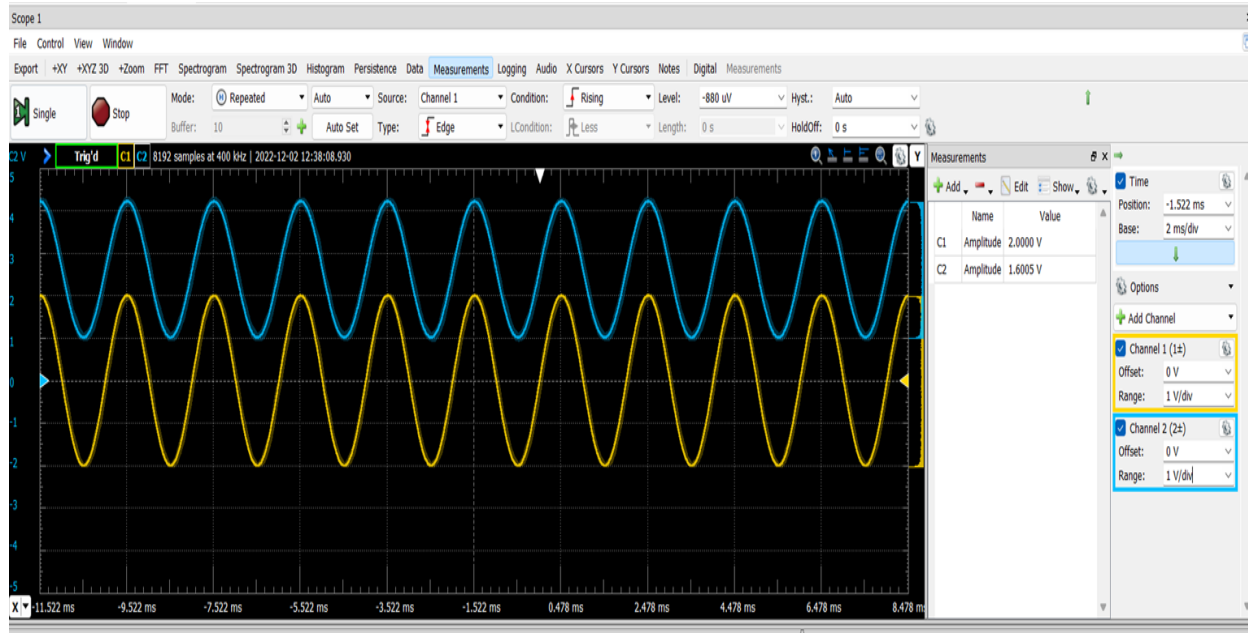 Scope 1
File Control View Window
Export +XY +XYZ 3D +Zoom FFT Spectrogram Spectrogram 3D Histogram Persistence Data Measurements Logging Audio X Cursors Y Cursors Notes Digital Measurements
Single Stop Mode: Repeated Auto Source: Channel 1 Condition: Rising Level: -880 uV Hyst.: Auto
Buffer: 10 Auto Set Type: Edge LCondition: Less Length: 0 s HoldOff: 0 s
C2 V Trig'd C1 C2 8192 samples at 400 kHz | 2022-12-02 12:38:08.930 Y
5
4
3
2
1
0
-1
-2
-3
-4
-5
X -11.522 ms -9.522 ms -7.522 ms -5.522 ms -3.522 ms -1.522 ms 0.478 ms 2.478 ms 4.478 ms 6.478 ms 8.478 m
Measurements
Add Edit Show
Name Value
C1 Amplitude 2.0000 V
C2 Amplitude 1.6005 V
Time
Position: -1.522 ms
Base: 2 ms/div
Options
Add Channel
Channel 1 (1±)
Offset: 0 V
Range: 1 V/div
Channel 2 (2±)
Offset: 0 V
Range: 1 V/div